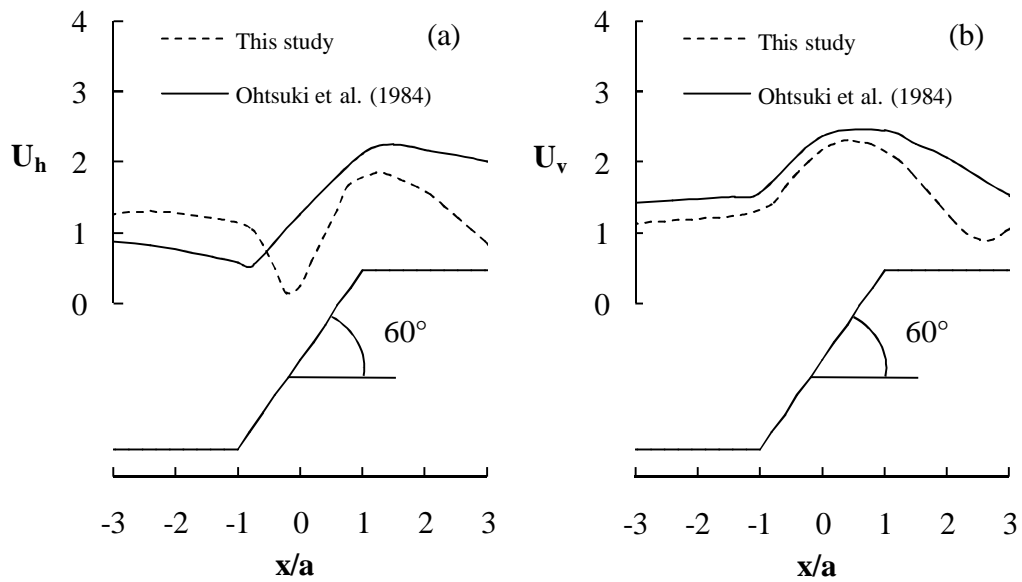 4
This study
(a)
3
Ohtsuki et al. (1984)
U_h
2
1
0
60°
-3 -2 -1 0 1 2 3
x/a
4
This study
(b)
3
Ohtsuki et al. (1984)
U_v
2
1
0
60°
-3 -2 -1 0 1 2 3
x/a